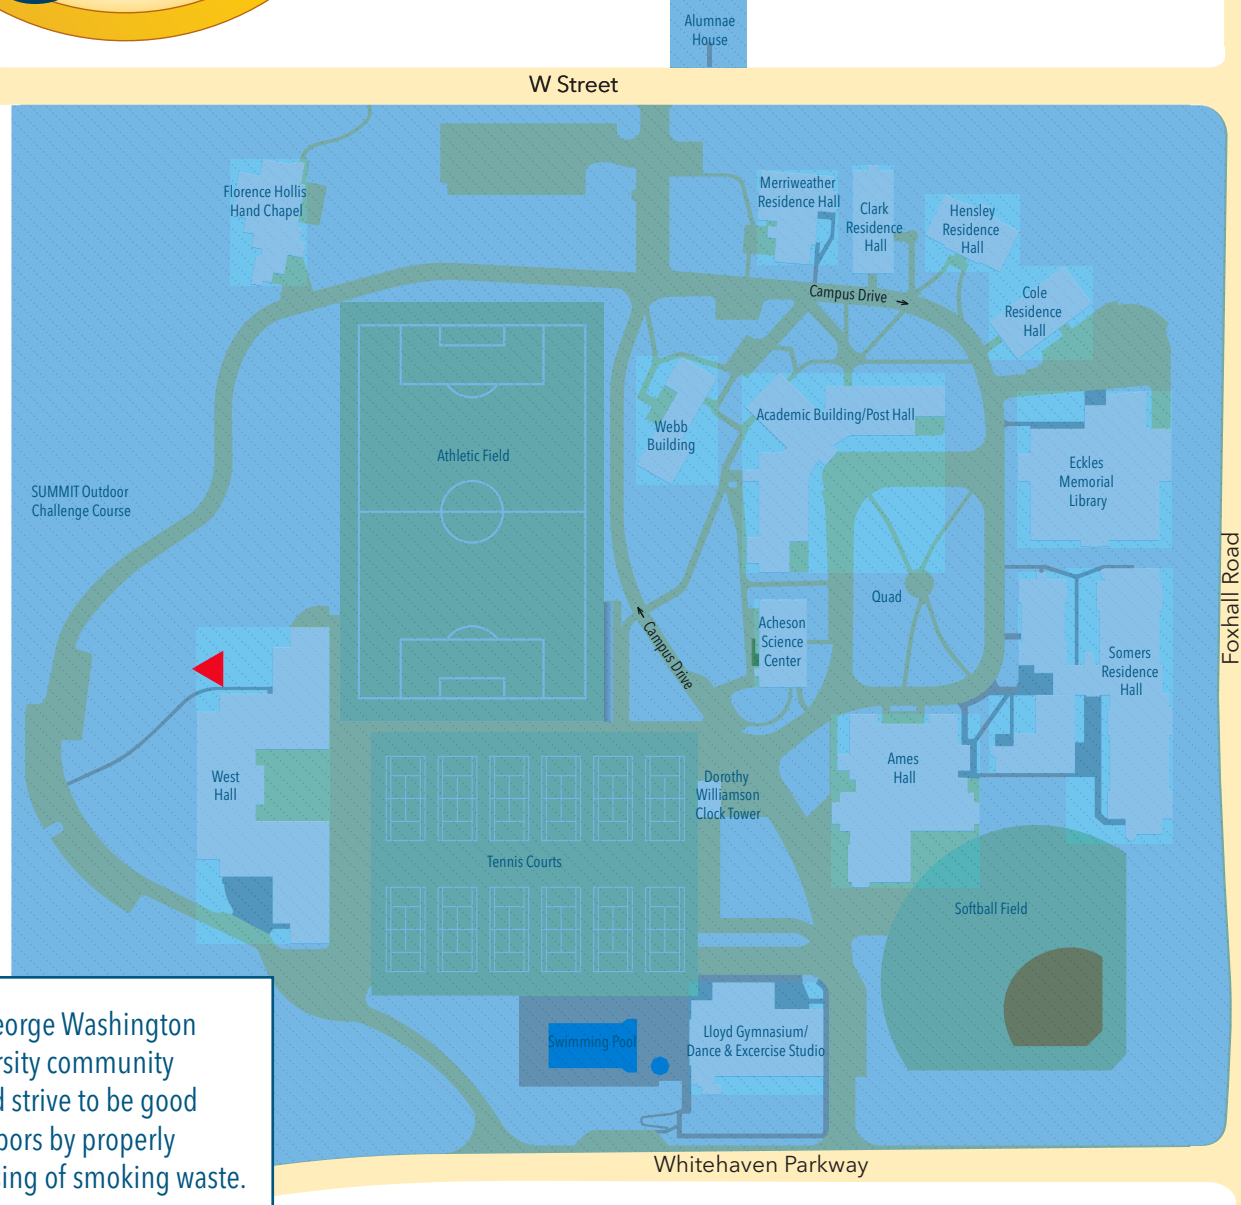 Alumnae
House
W Street
Florence Hollis
Hand Chapel
Merriweather
Residence Hall
Clark
Residence
Hall
Hensley
Residence
Hall
Cole
Residence
Hall
Campus Drive
Webb
Building
Academic Building/Post Hall
Athletic Field
Eckles
Memorial
Library
SUMMIT Outdoor
Challenge Course
Foxhall Road
Quad
Acheson
Science
Center
Campus Drive
Somers
Residence
Hall
West
Hall
Dorothy
Williamson
Clock Tower
Ames
Hall
Tennis Courts
Softball Field
Swimming Pool
Lloyd Gymnasium/
Dance & Excercise Studio
eorge Washington
rsity community
d strive to be good
bors by properly
sing of smoking waste.
Whitehaven Parkway